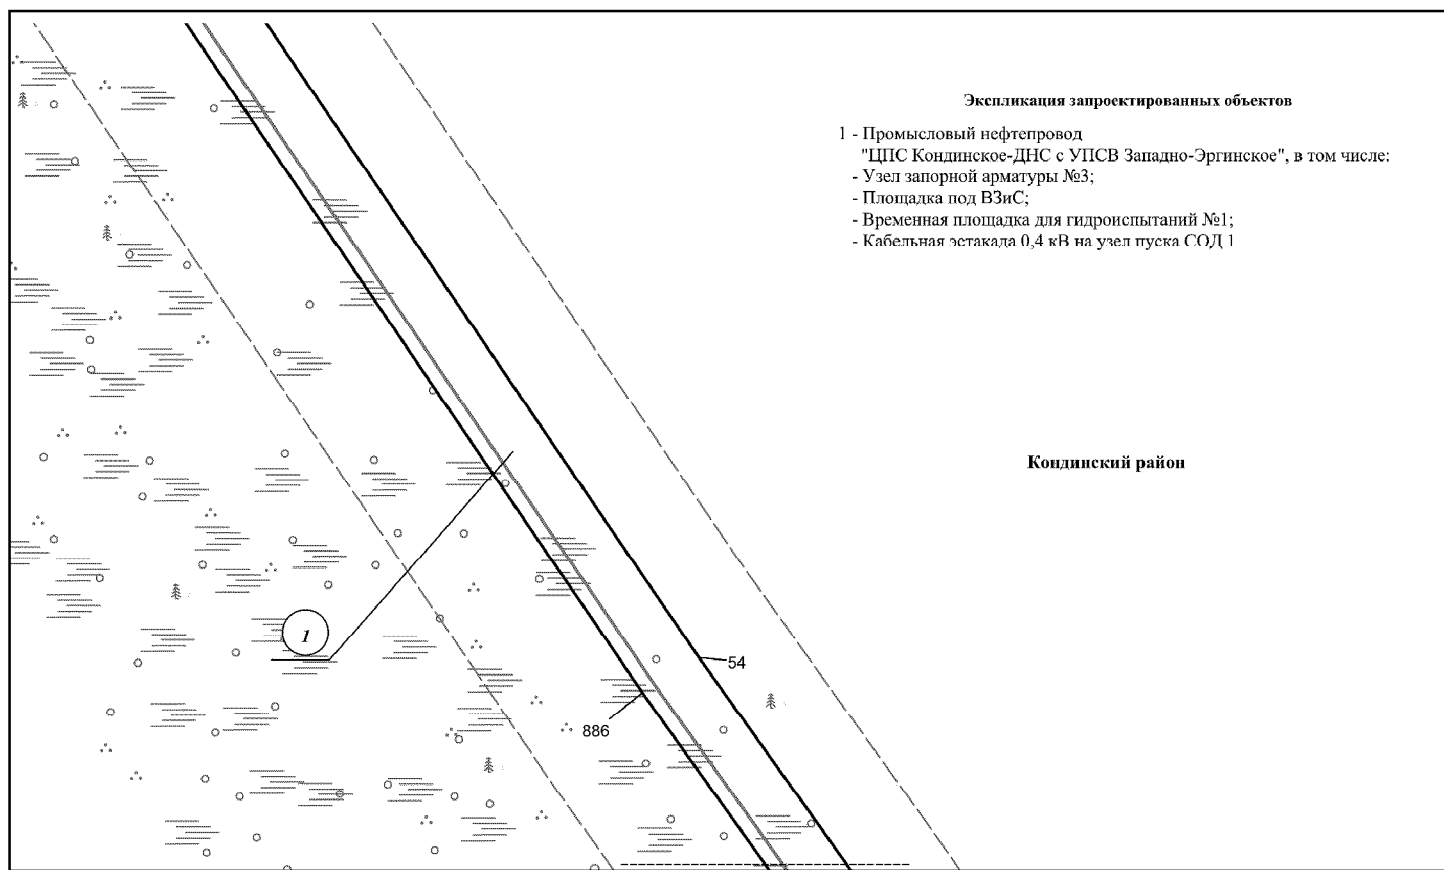 Экспликация запроектированных объектов
1 - Промысловый нефтепровод
"ЦПС Кондинское-ДНС с УПСВ Западно-Эргинское", в том числе:
- Узел запорной арматуры №3;
- Площадка под ВЗиС;
- Временная площадка для гидроиспытаний №1;
- Кабельная эстакада 0,4 кВ на узел пуска СОД 1
Кондинский район
1
54
886